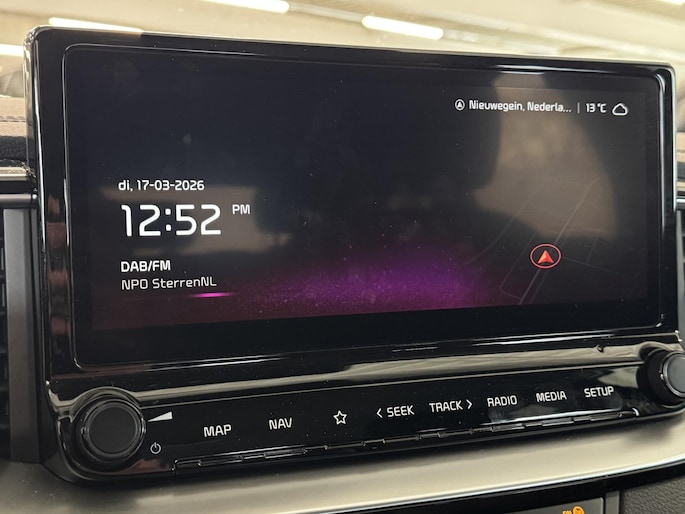 Nieuwegein, Nederla... | 13 °C
di, 17-03-2026
12:52 PM
DAB/FM
NPO SterrenNL
MAP NAV < SEEK TRACK > RADIO MEDIA SETUP